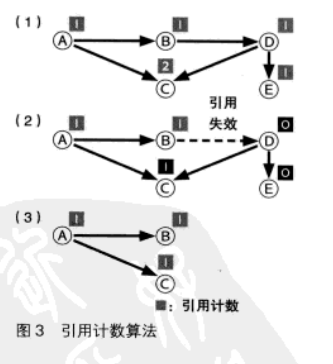 (1)
1 1 1
A B D
2 1
C E
引用
失效
(2)
1 1 0
A B D
1 0
C E
(3)
1 1
A B
1
C
■：引用计数
图3 引用计数算法